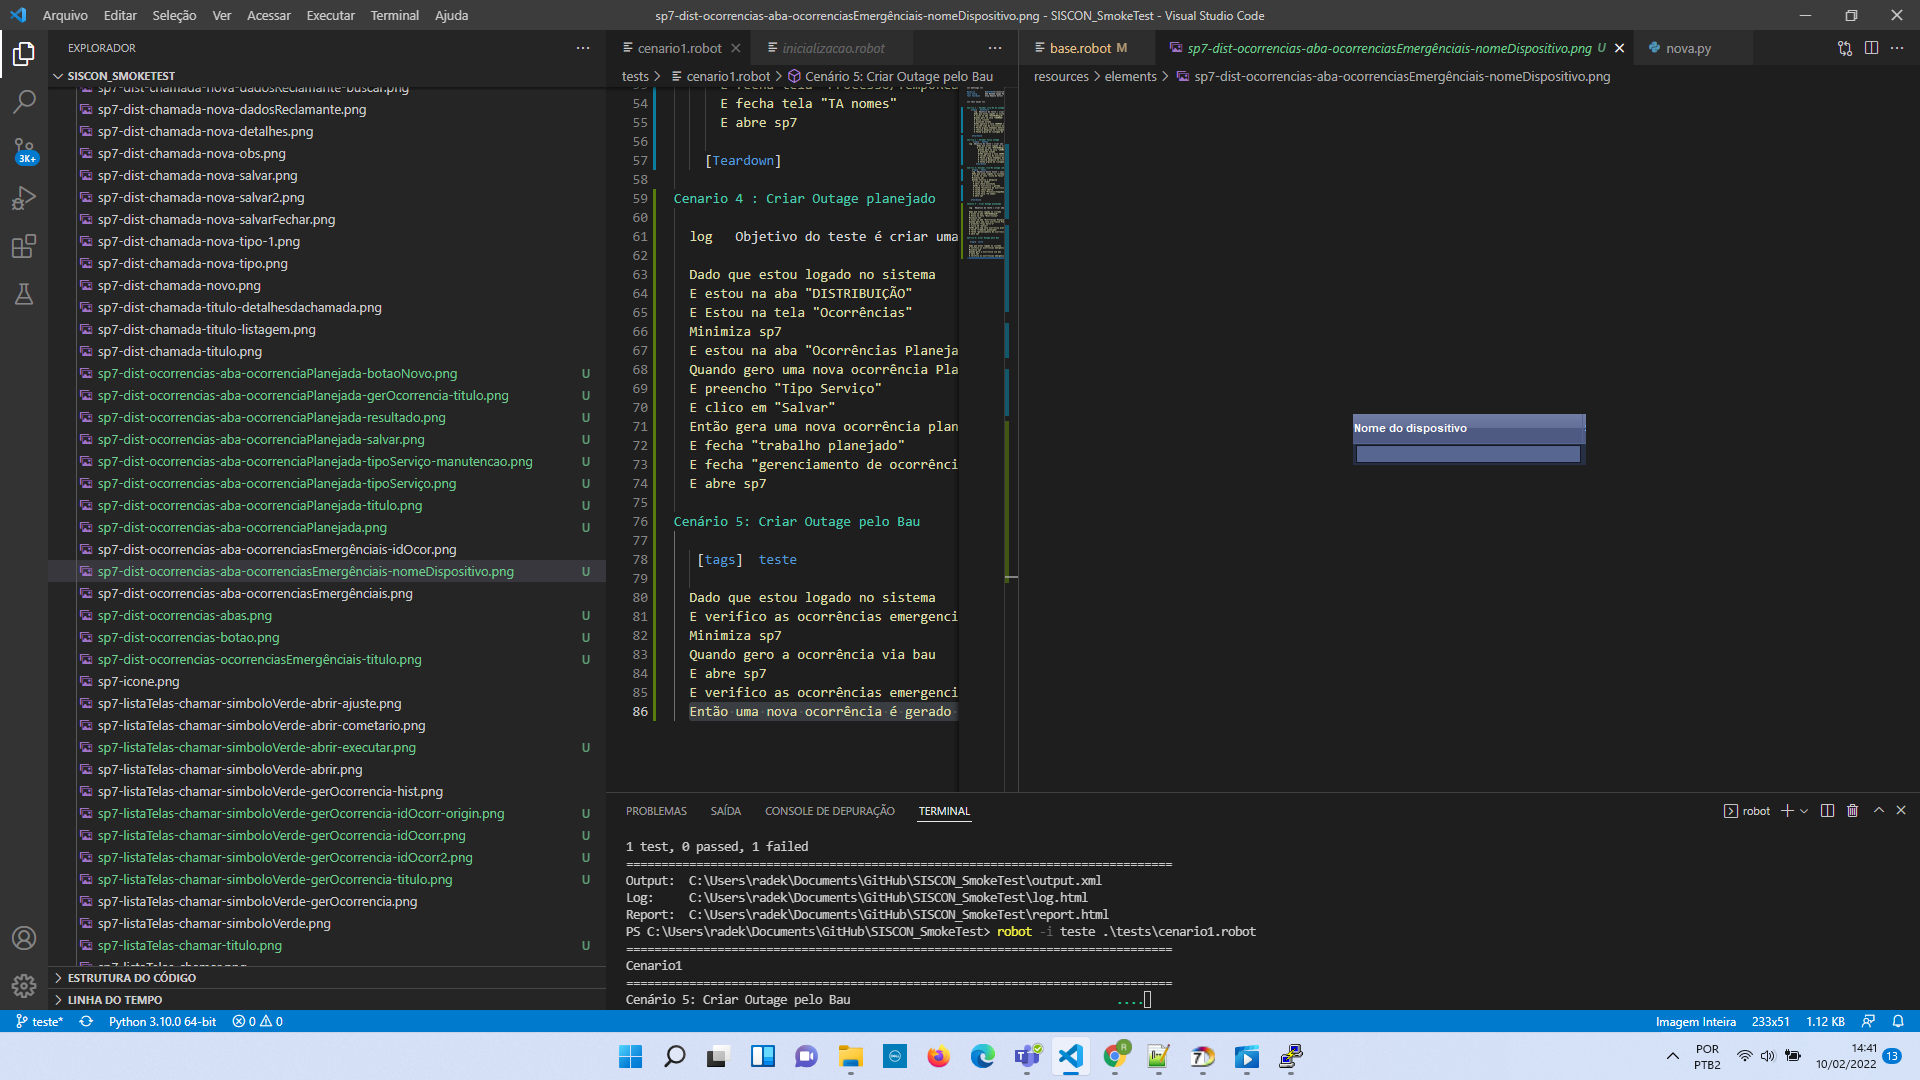 Arquivo Editar Seleção Ver Acessar Executar Terminal Ajuda
sp7-dist-ocorrencias-aba-ocorrenciasEmergênciais-nomeDispositivo.png - SISCON_SmokeTest - Visual Studio Code
EXPLORADOR
SISCON_SMOKETEST
sp7-dist-chamada-nova-dadosReclamante-buscar.png
sp7-dist-chamada-nova-dadosReclamante.png
sp7-dist-chamada-nova-detalhes.png
sp7-dist-chamada-nova-obs.png
sp7-dist-chamada-nova-salvar.png
sp7-dist-chamada-nova-salvar2.png
sp7-dist-chamada-nova-salvarFechar.png
sp7-dist-chamada-nova-tipo-1.png
sp7-dist-chamada-nova-tipo.png
sp7-dist-chamada-novo.png
sp7-dist-chamada-titulo-detalhesdachamada.png
sp7-dist-chamada-titulo-listagem.png
sp7-dist-chamada-titulo.png
sp7-dist-ocorrencias-aba-ocorrenciaPlanejada-botaoNovo.png U
sp7-dist-ocorrencias-aba-ocorrenciaPlanejada-gerOcorrencia-titulo.png U
sp7-dist-ocorrencias-aba-ocorrenciaPlanejada-resultado.png U
sp7-dist-ocorrencias-aba-ocorrenciaPlanejada-salvar.png U
sp7-dist-ocorrencias-aba-ocorrenciaPlanejada-tipoServiço-manutencao.png U
sp7-dist-ocorrencias-aba-ocorrenciaPlanejada-tipoServiço.png U
sp7-dist-ocorrencias-aba-ocorrenciaPlanejada-titulo.png U
sp7-dist-ocorrencias-aba-ocorrenciaPlanejada.png U
sp7-dist-ocorrencias-aba-ocorrenciasEmergênciais-idOcor.png
sp7-dist-ocorrencias-aba-ocorrenciasEmergênciais-nomeDispositivo.png U
sp7-dist-ocorrencias-aba-ocorrenciasEmergênciais.png
sp7-dist-ocorrencias-abas.png U
sp7-dist-ocorrencias-botao.png U
sp7-dist-ocorrencias-ocorrenciasEmergênciais-titulo.png U
sp7-icone.png
sp7-listaTelas-chamar-simboloVerde-abrir-ajuste.png
sp7-listaTelas-chamar-simboloVerde-abrir-cometario.png
sp7-listaTelas-chamar-simboloVerde-abrir-executar.png U
sp7-listaTelas-chamar-simboloVerde-abrir.png
sp7-listaTelas-chamar-simboloVerde-gerOcorrencia-hist.png
sp7-listaTelas-chamar-simboloVerde-gerOcorrencia-idOcorr-origin.png U
sp7-listaTelas-chamar-simboloVerde-gerOcorrencia-idOcorr.png U
sp7-listaTelas-chamar-simboloVerde-gerOcorrencia-idOcorr2.png U
sp7-listaTelas-chamar-simboloVerde-gerOcorrencia-titulo.png U
sp7-listaTelas-chamar-simboloVerde-gerOcorrencia.png
sp7-listaTelas-chamar-simboloVerde.png
sp7-listaTelas-chamar-titulo.png U
ESTRUTURA DO CÓDIGO
LINHA DO TEMPO
3K+
cenario1.robot
inicializacao.robot
tests > cenario1.robot > Cenário 5: Criar Outage pelo Bau
54 E fecha tela "TA nomes"
55 E abre sp7
56
57 [Teardown]
58
59 Cenario 4 : Criar Outage planejado
60
61 log Objetivo do teste é criar uma
62
63 Dado que estou logado no sistema
64 E estou na aba "DISTRIBUIÇÃO"
65 E Estou na tela "Ocorrências"
66 Minimiza sp7
67 E estou na aba "Ocorrências Planeja
68 Quando gero uma nova ocorrência Pla
69 E preencho "Tipo Serviço"
70 E clico em "Salvar"
71 Então gera uma nova ocorrência plan
72 E fecha "trabalho planejado"
73 E fecha "gerenciamento de ocorrênci
74 E abre sp7
75
76 Cenário 5: Criar Outage pelo Bau
77
78 [tags] teste
79
80 Dado que estou logado no sistema
81 E verifico as ocorrências emergenci
82 Minimiza sp7
83 Quando gero a ocorrência via bau
84 E abre sp7
85 E verifico as ocorrências emergenci
86 Então uma nova ocorrência é gerado
base.robot M
sp7-dist-ocorrencias-aba-ocorrenciasEmergênciais-nomeDispositivo.png U
nova.py
resources > elements > sp7-dist-ocorrencias-aba-ocorrenciasEmergênciais-nomeDispositivo.png
Nome do dispositivo
PROBLEMAS SAÍDA CONSOLE DE DEPURAÇÃO TERMINAL
robot
1 test, 0 passed, 1 failed
==============================================================================
Output: C:\Users\radek\Documents\GitHub\SISCON_SmokeTest\output.xml
Log: C:\Users\radek\Documents\GitHub\SISCON_SmokeTest\log.html
Report: C:\Users\radek\Documents\GitHub\SISCON_SmokeTest\report.html
PS C:\Users\radek\Documents\GitHub\SISCON_SmokeTest> robot -i teste .\tests\cenario1.robot
==============================================================================
Cenario1
==============================================================================
Cenário 5: Criar Outage pelo Bau ....
teste* Python 3.10.0 64-bit 0 0
Imagem Inteira 233x51 1.12 KB
POR
PTB2
14:41
10/02/2022
13